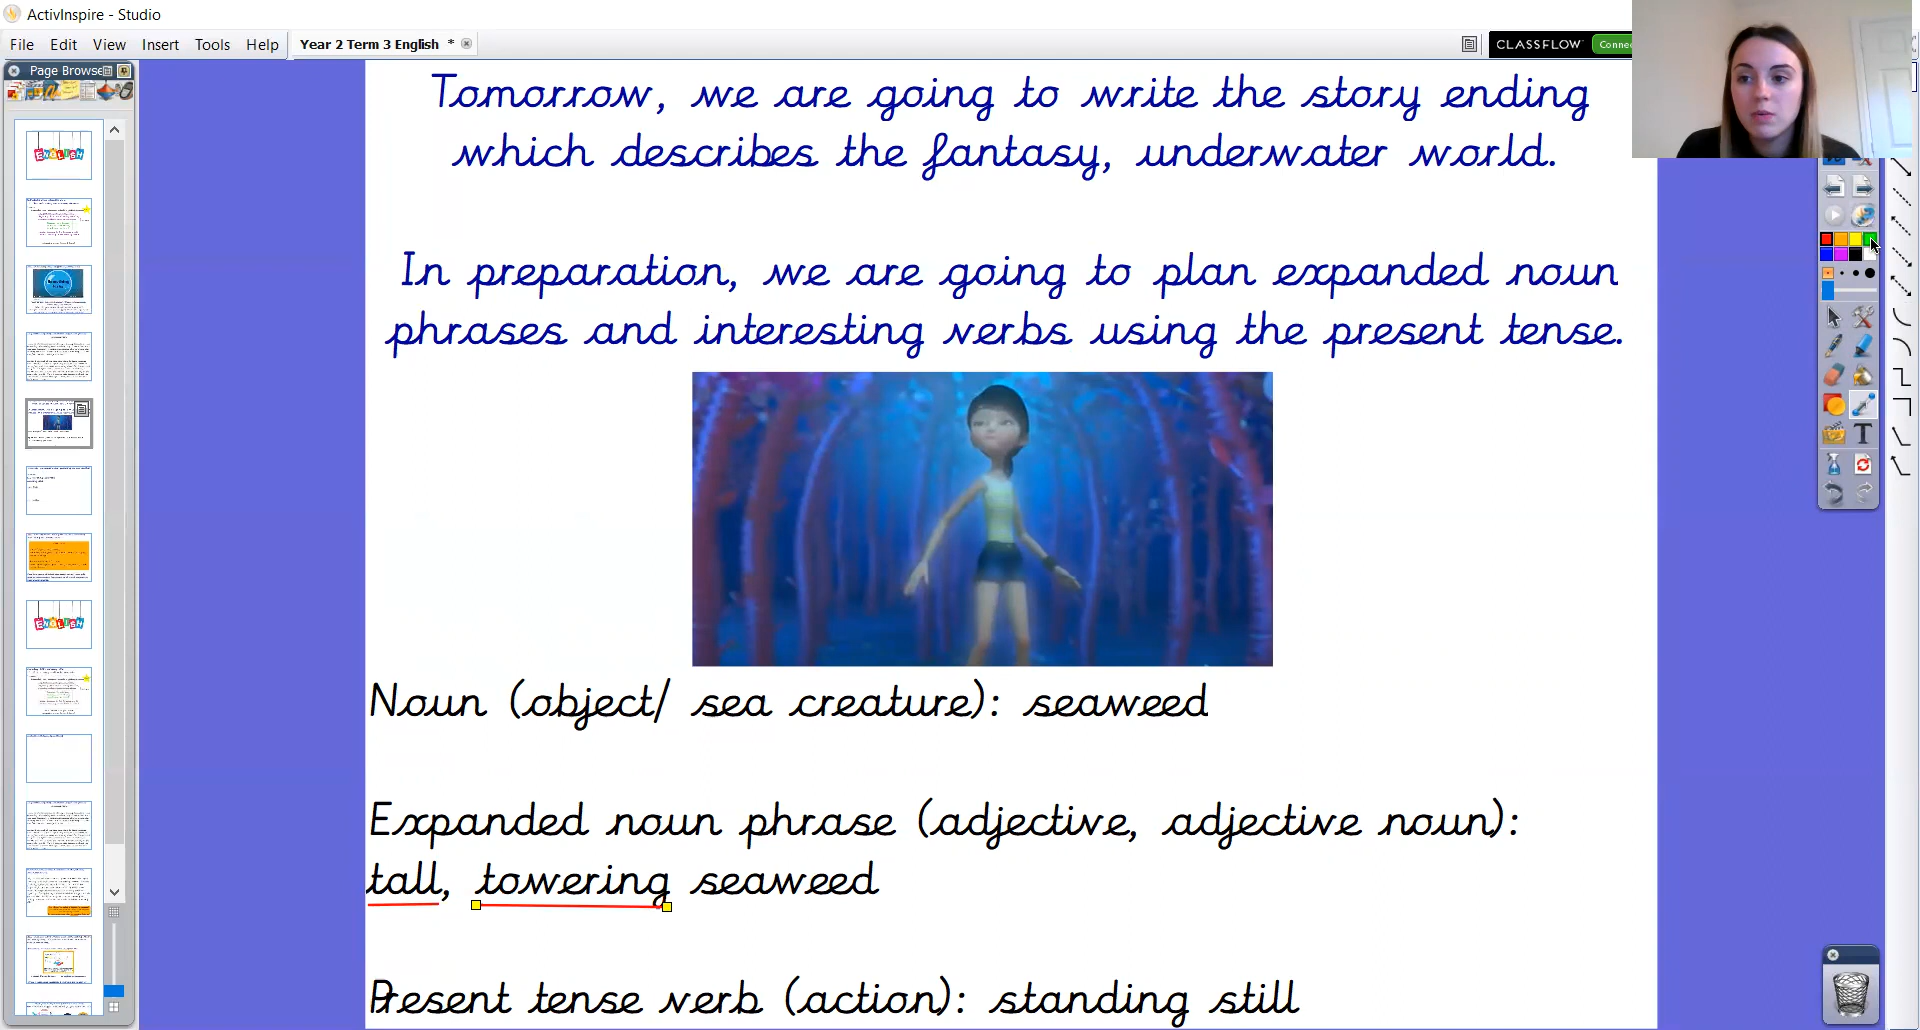 ActivInspire - Studio
File Edit View Insert Tools Help Year 2 Term 3 English *
CLASSFLOW
Page Browse
ENGLISH
Tomorrow, we are going to write the story ending
which describes the fantasy, underwater world.
In preparation, we are going to plan expanded noun
phrases and interesting verbs using the present tense.
Noun (object/ sea creature): seaweed
Expanded noun phrase (adjective, adjective noun):
tall, towering seaweed
Present tense verb (action): standing still
ENGLISH
T